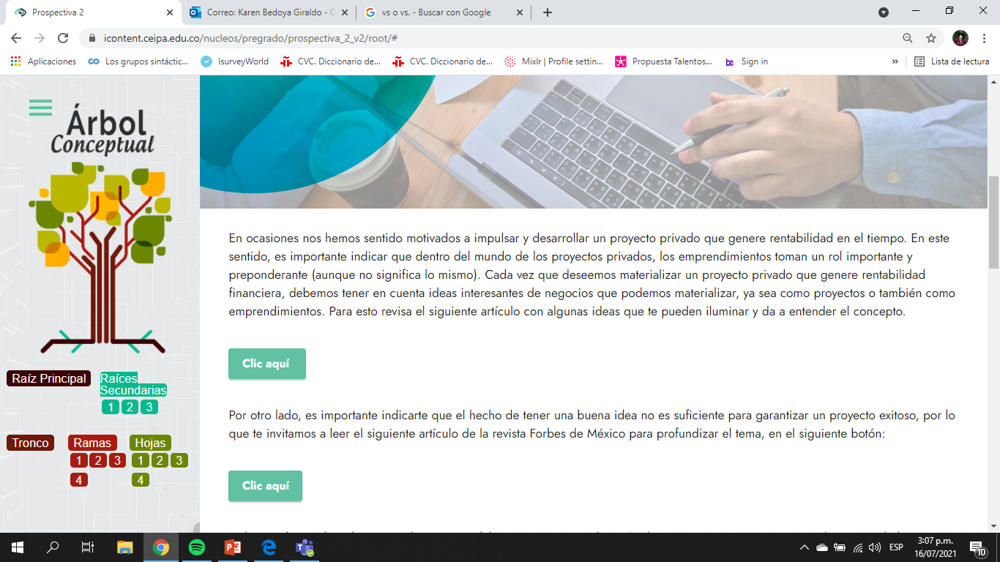 Prospectiva 2
Correo: Karen Bedoya Giraldo - C
vs o vs. - Buscar con Google
icontent.ceipa.edu.co/nucleos/pregrado/prospectiva_2_v2/root/#
Aplicaciones
Los grupos sintáctic...
IsurveyWorld
CVC. Diccionario de...
CVC. Diccionario de...
Mixlr | Profile settin...
Propuesta Talentos...
Sign in
»
Lista de lectura
Árbol
Conceptual
Raíz Principal
Raíces
Secundarias
1 2 3
Tronco
Ramas
1 2 3
4
Hojas
1 2 3
4
En ocasiones nos hemos sentido motivados a impulsar y desarrollar un proyecto privado que genere rentabilidad en el tiempo. En este
sentido, es importante indicar que dentro del mundo de los proyectos privados, los emprendimientos toman un rol importante y
preponderante (aunque no significa lo mismo). Cada vez que deseemos materializar un proyecto privado que genere rentabilidad
financiera, debemos tener en cuenta ideas interesantes de negocios que podemos materializar, ya sea como proyectos o también como
emprendimientos. Para esto revisa el siguiente artículo con algunas ideas que te pueden iluminar y da a entender el concepto.
Clic aquí
Por otro lado, es importante indicarte que el hecho de tener una buena idea no es suficiente para garantizar un proyecto exitoso, por lo
que te invitamos a leer el siguiente artículo de la revista Forbes de México para profundizar el tema, en el siguiente botón:
Clic aquí
ESP
3:07 p.m.
16/07/2021
10